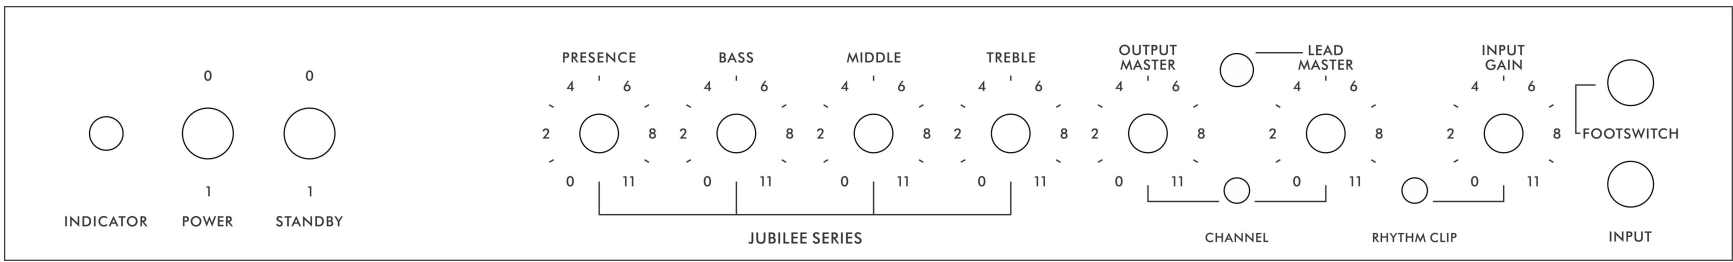 OUTPUT LEAD INPUT
PRESENCE BASS MIDDLE TREBLE MASTER MASTER GAIN
0 0 4 6 4 6 4 6 4 6 4 6 4 6 4 6
2 8 2 8 2 8 2 8 2 8 2 8 2 8 FOOTSWITCH
1 1 0 11 0 11 0 11 0 11 0 11 0 11 0 11
INDICATOR POWER STANDBY
JUBILEE SERIES CHANNEL RHYTHM CLIP INPUT